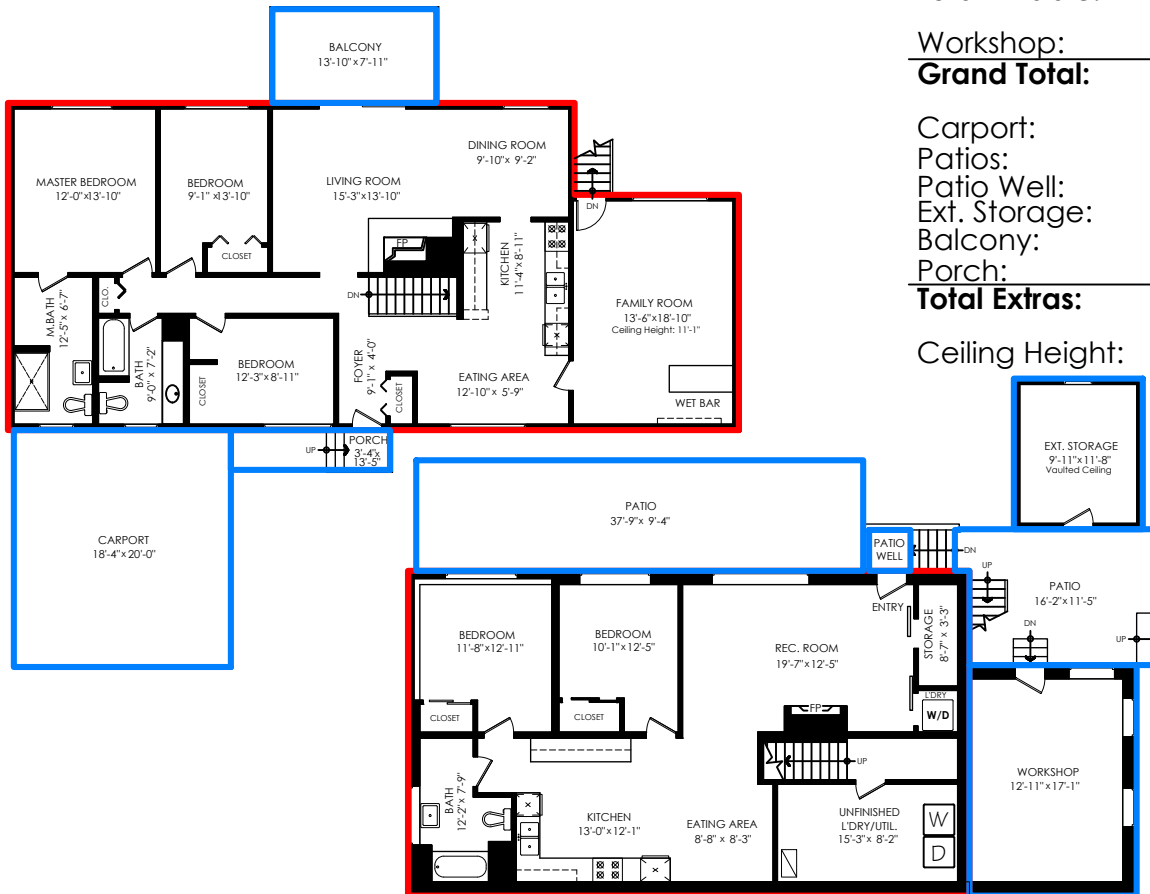 Workshop:
Grand Total:
Carport:
Patios:
Patio Well:
Ext. Storage:
Balcony:
Porch:
Total Extras:
Ceiling Height:
BALCONY
13'-10" x 7'-11"
MASTER BEDROOM
12'-0" x13'-10"
BEDROOM
9'-1" x13'-10"
CLOSET
LIVING ROOM
15'-3" x 13'-10"
DINING ROOM
9'-10" x 9'-2"
DN
FP
KITCHEN
11'-4" x 8'-11"
DN
CLO.
M.BATH
12'-5" x 6'-7"
BATH
9'-0" x 7'-2"
CLOSET
BEDROOM
12'-3" x 8'-11"
FOYER
9'-1" x 4'-0"
CLOSET
EATING AREA
12'-10" x 5'-9"
FAMILY ROOM
13'-6" x18'-10"
Ceiling Height: 11'-1"
WET BAR
UP
PORCH
3'-4" x
13'-5"
CARPORT
18'-4" x 20'-0"
EXT. STORAGE
9'-11" x 11'-8"
Vaulted Ceiling
PATIO
37'-9" x 9'-4"
PATIO
WELL
DN
UP
PATIO
16'-2" x 11'-5"
DN
UP
ENTRY
BEDROOM
11'-8" x 12'-11"
CLOSET
BEDROOM
10'-1" x 12'-5"
CLOSET
REC. ROOM
19'-7" x 12'-5"
STORAGE
8'-7" x 3'-3"
L'DRY
W/D
FP
UP
BATH
12'-2" x 7'-9"
KITCHEN
13'-0" x 12'-1"
EATING AREA
8'-8" x 8'-3"
UNFINISHED
L'DRY/UTIL.
15'-3" x 8'-2"
W
D
WORKSHOP
12'-11" x 17'-1"